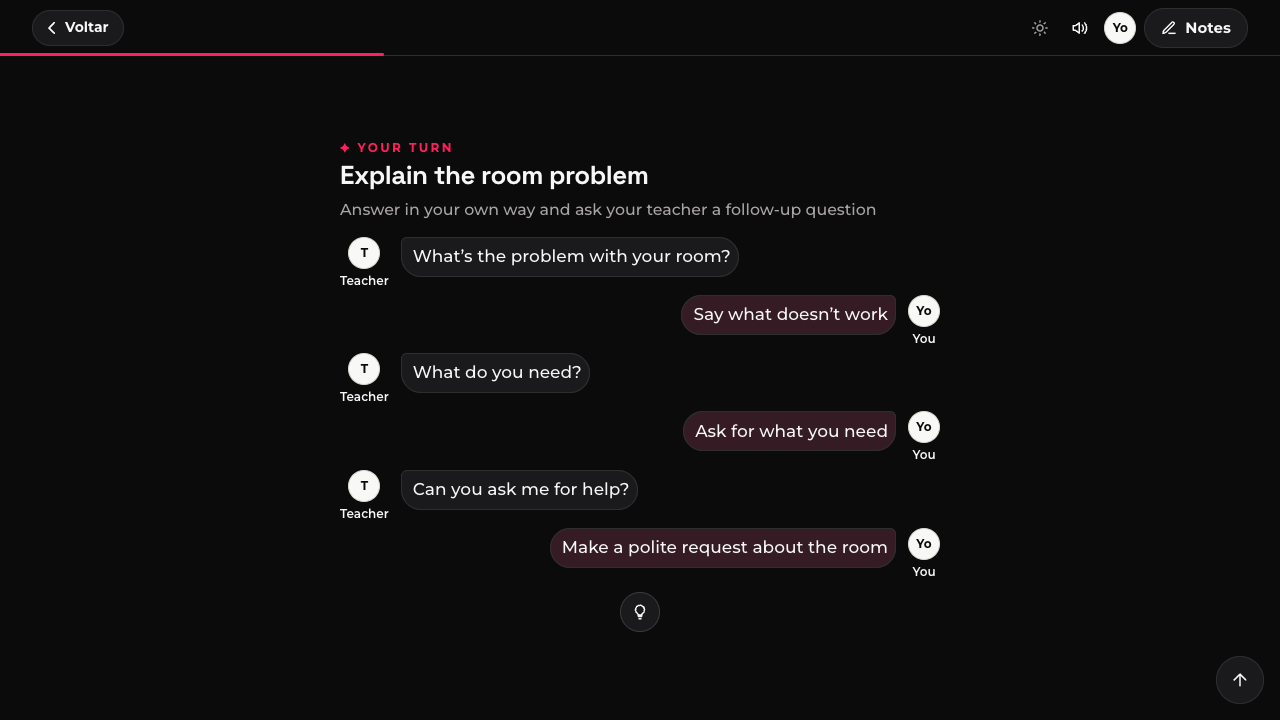 Voltar
Yo
Notes
YOUR TURN
Explain the room problem
Answer in your own way and ask your teacher a follow-up question
T
What's the problem with your room?
Teacher
Say what doesn't work
Yo
You
T
What do you need?
Teacher
Ask for what you need
Yo
You
T
Can you ask me for help?
Teacher
Make a polite request about the room
Yo
You